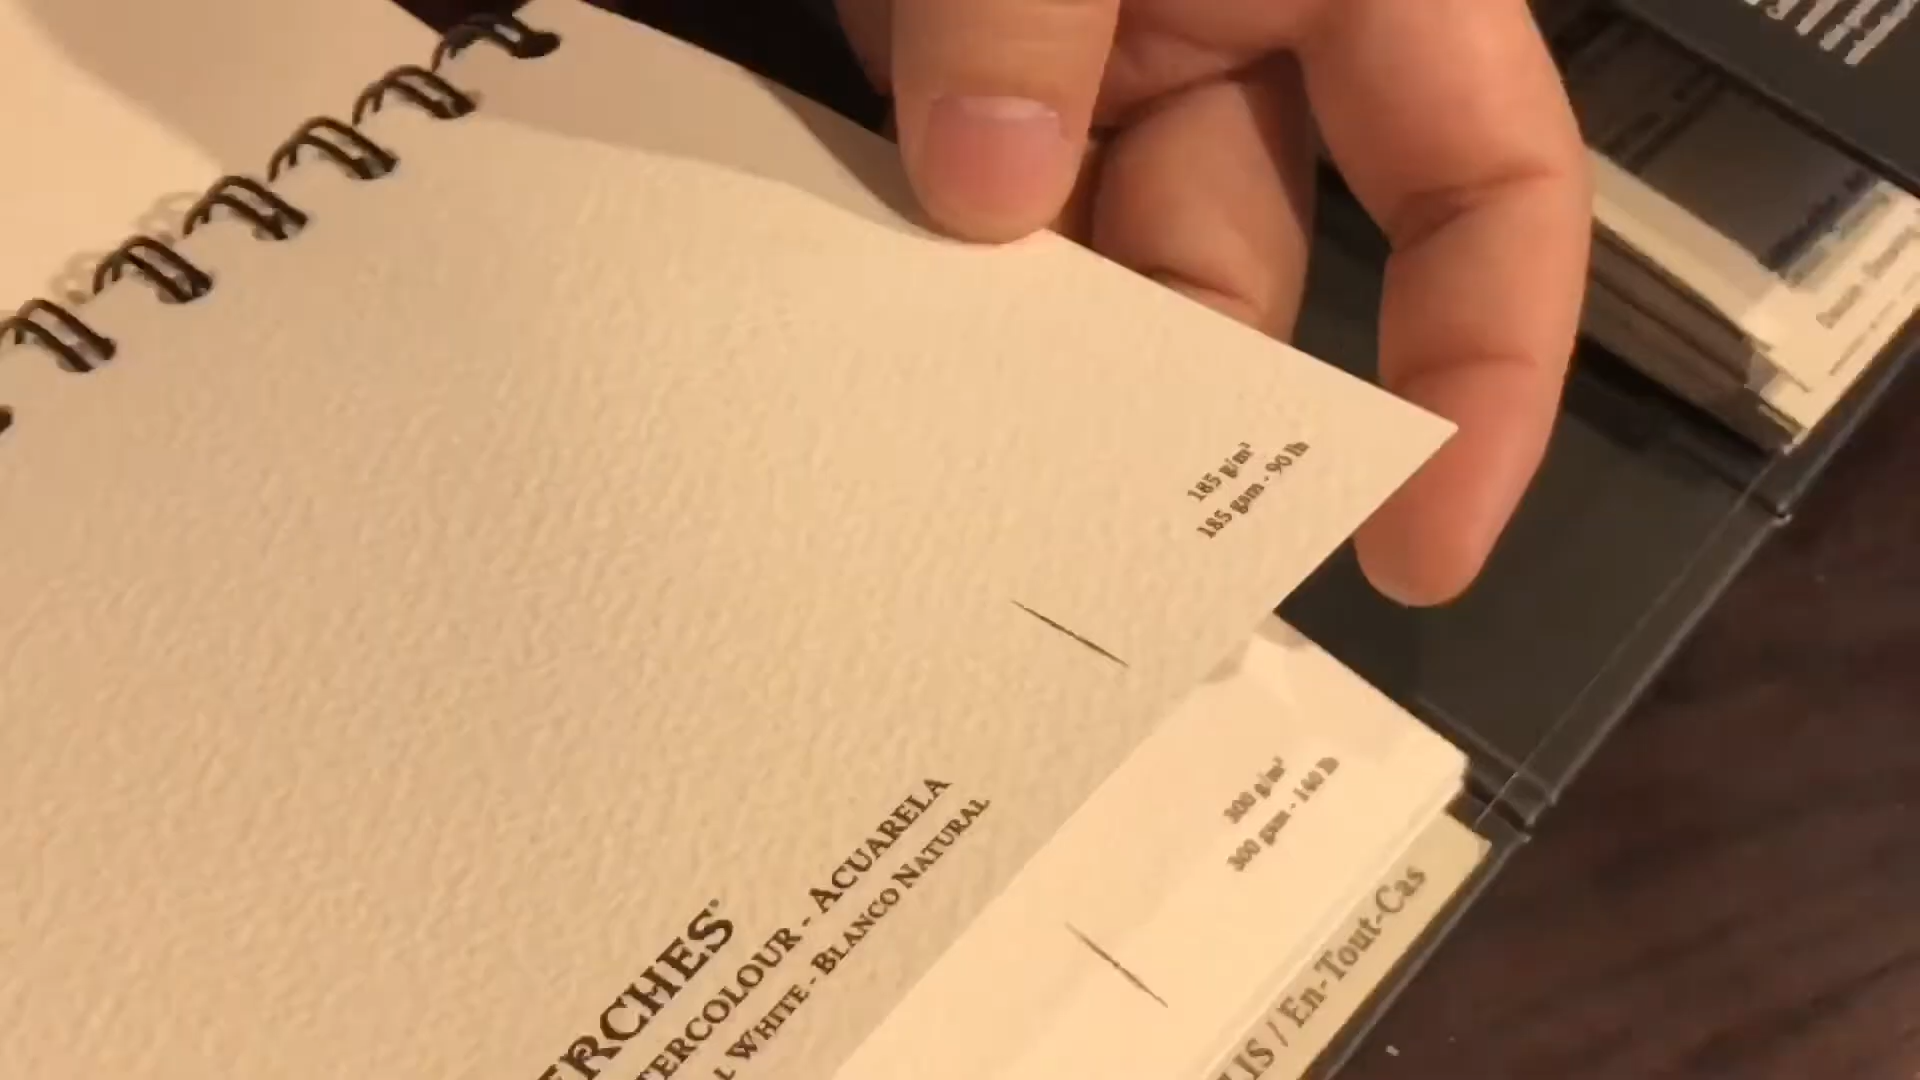 185 g/m²
185 gsm - 90 lb
ERCHES®
TERCOLOUR - ACUARELA
L WHITE - BLANCO NATURAL
300 g/m²
300 gsm - 140 lb
LIS / En-Tout-Cas